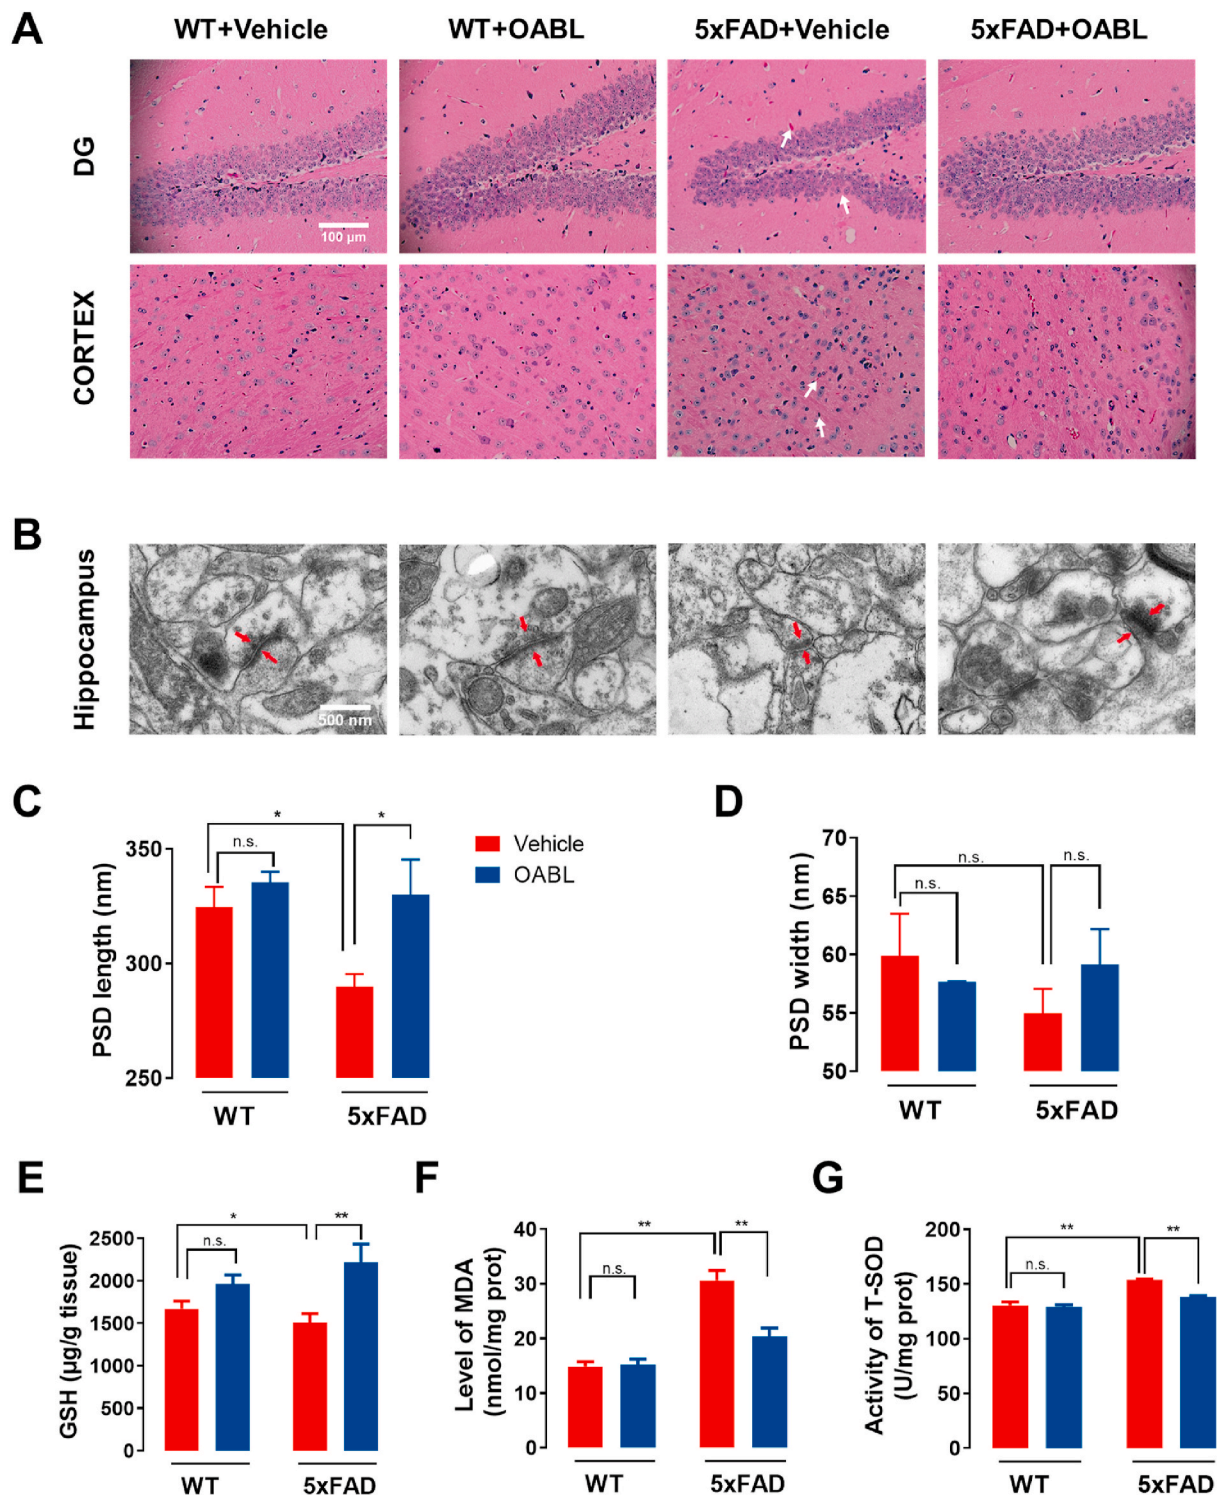 A
WT+Vehicle
WT+OABL
5xFAD+Vehicle
5xFAD+OABL
DG
100 µm
CORTEX
B
Hippocampus
500 nm
C
PSD length (nm)
350
300
250
n.s.
*
*
WT
5xFAD
Vehicle
OABL
D
PSD width (nm)
70
65
60
55
50
n.s.
n.s.
n.s.
WT
5xFAD
E
GSH (µg/g tissue)
2500
2000
1500
1000
500
0
*
**
n.s.
WT
5xFAD
F
Level of MDA
(nmol/mg prot)
40
30
20
10
0
**
**
n.s.
WT
5xFAD
G
Activity of T-SOD
(U/mg prot)
200
150
100
50
0
**
**
n.s.
WT
5xFAD